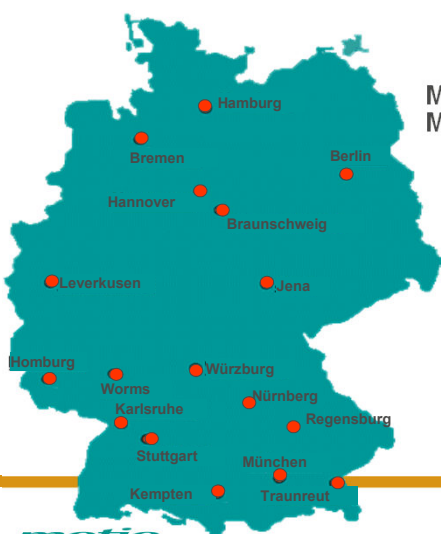 Hamburg
M
M
Bremen
Berlin
Hannover
Braunschweig
Leverkusen
Jena
Homburg
Würzburg
Worms
Nürnberg
Karlsruhe
Regensburg
Stuttgart
München
Kempten
Traunreut